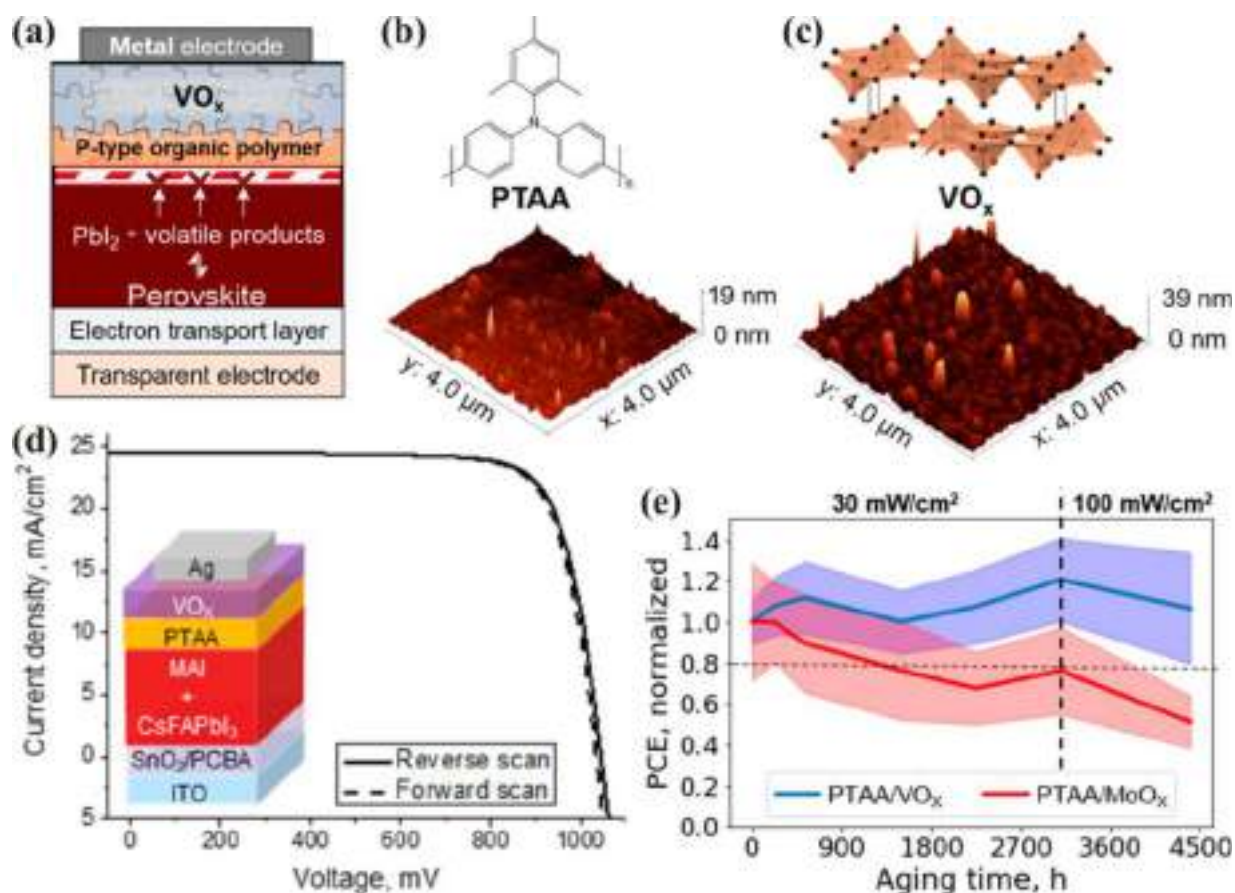 (a)
Metal electrode
VOx
P-type organic polymer
PbI2 - volatile products
Perovskite
Electron transport layer
Transparent electrode
(b)
N
n
PTAA
19 nm
0 nm
y: 4.0 µm
x: 4.0 µm
(c)
VOx
39 nm
0 nm
y: 4.0 µm
x: 4.0 µm
(d)
25
20
15
10
5
0
5
Current density, mA/cm2
Ag
VOx
PTAA
MAI
+
CsFAPbI3
SnO2/PCBA
ITO
Reverse scan
Forward scan
0
200
400
600
800
1000
Voltage, mV
(e)
30 mW/cm2
100 mW/cm2
1.4
1.2
1.0
0.8
0.6
0.4
0.2
0.0
PCE, normalized
PTAA/VOx
PTAA/MoOx
0
900
1800
2700
3600
4500
Aging time, h